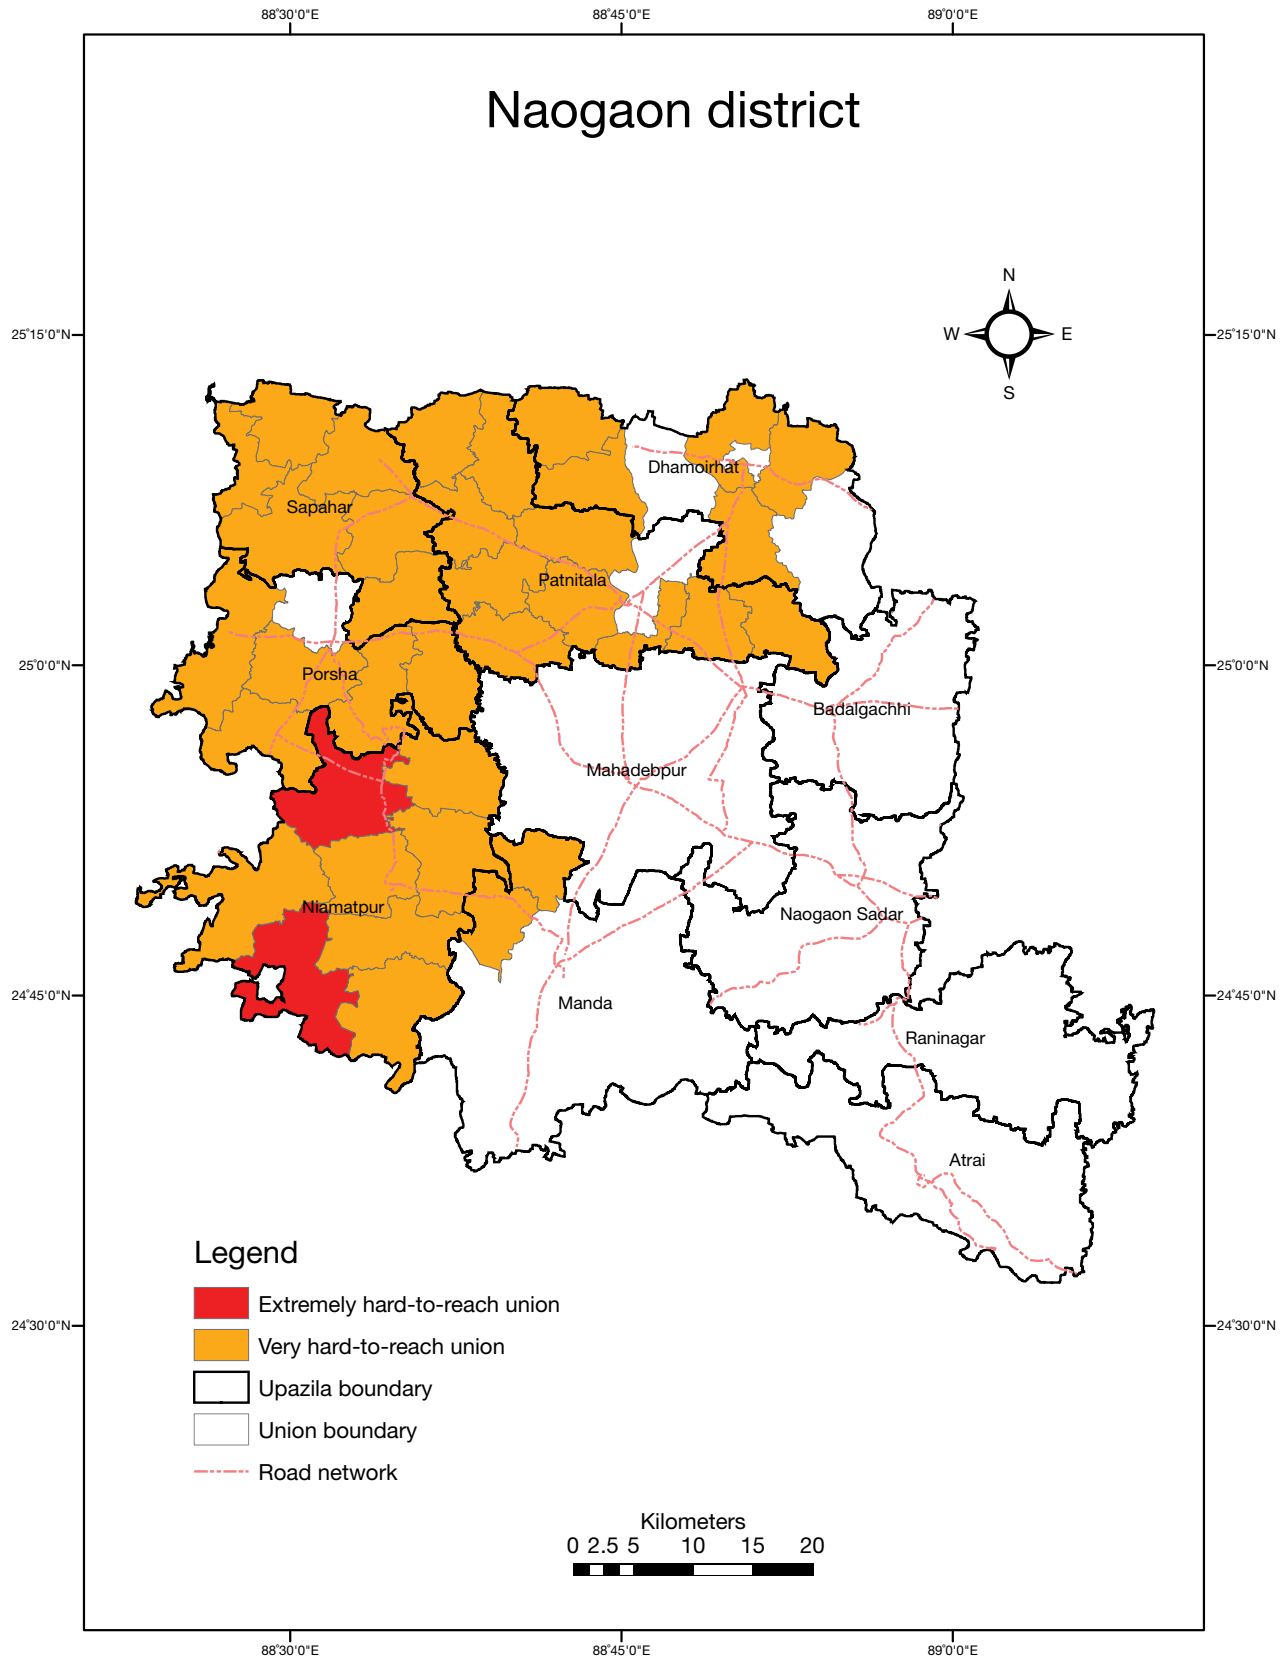 88°30'0"E 88°45'0"E 89°0'0"E
Naogaon district
N
W E
S
25°15'0"N 25°15'0"N
Dhamoirhat
Sapahar
Patnitala
25°0'0"N 25°0'0"N
Porsha
Badalgachhi
Mahadebpur
Niamatpur
Naogaon Sadar
24°45'0"N 24°45'0"N
Manda
Raninagar
Atrai
Legend
Extremely hard-to-reach union
24°30'0"N 24°30'0"N
Very hard-to-reach union
Upazila boundary
Union boundary
Road network
Kilometers
0 2.5 5 10 15 20
88°30'0"E 88°45'0"E 89°0'0"E